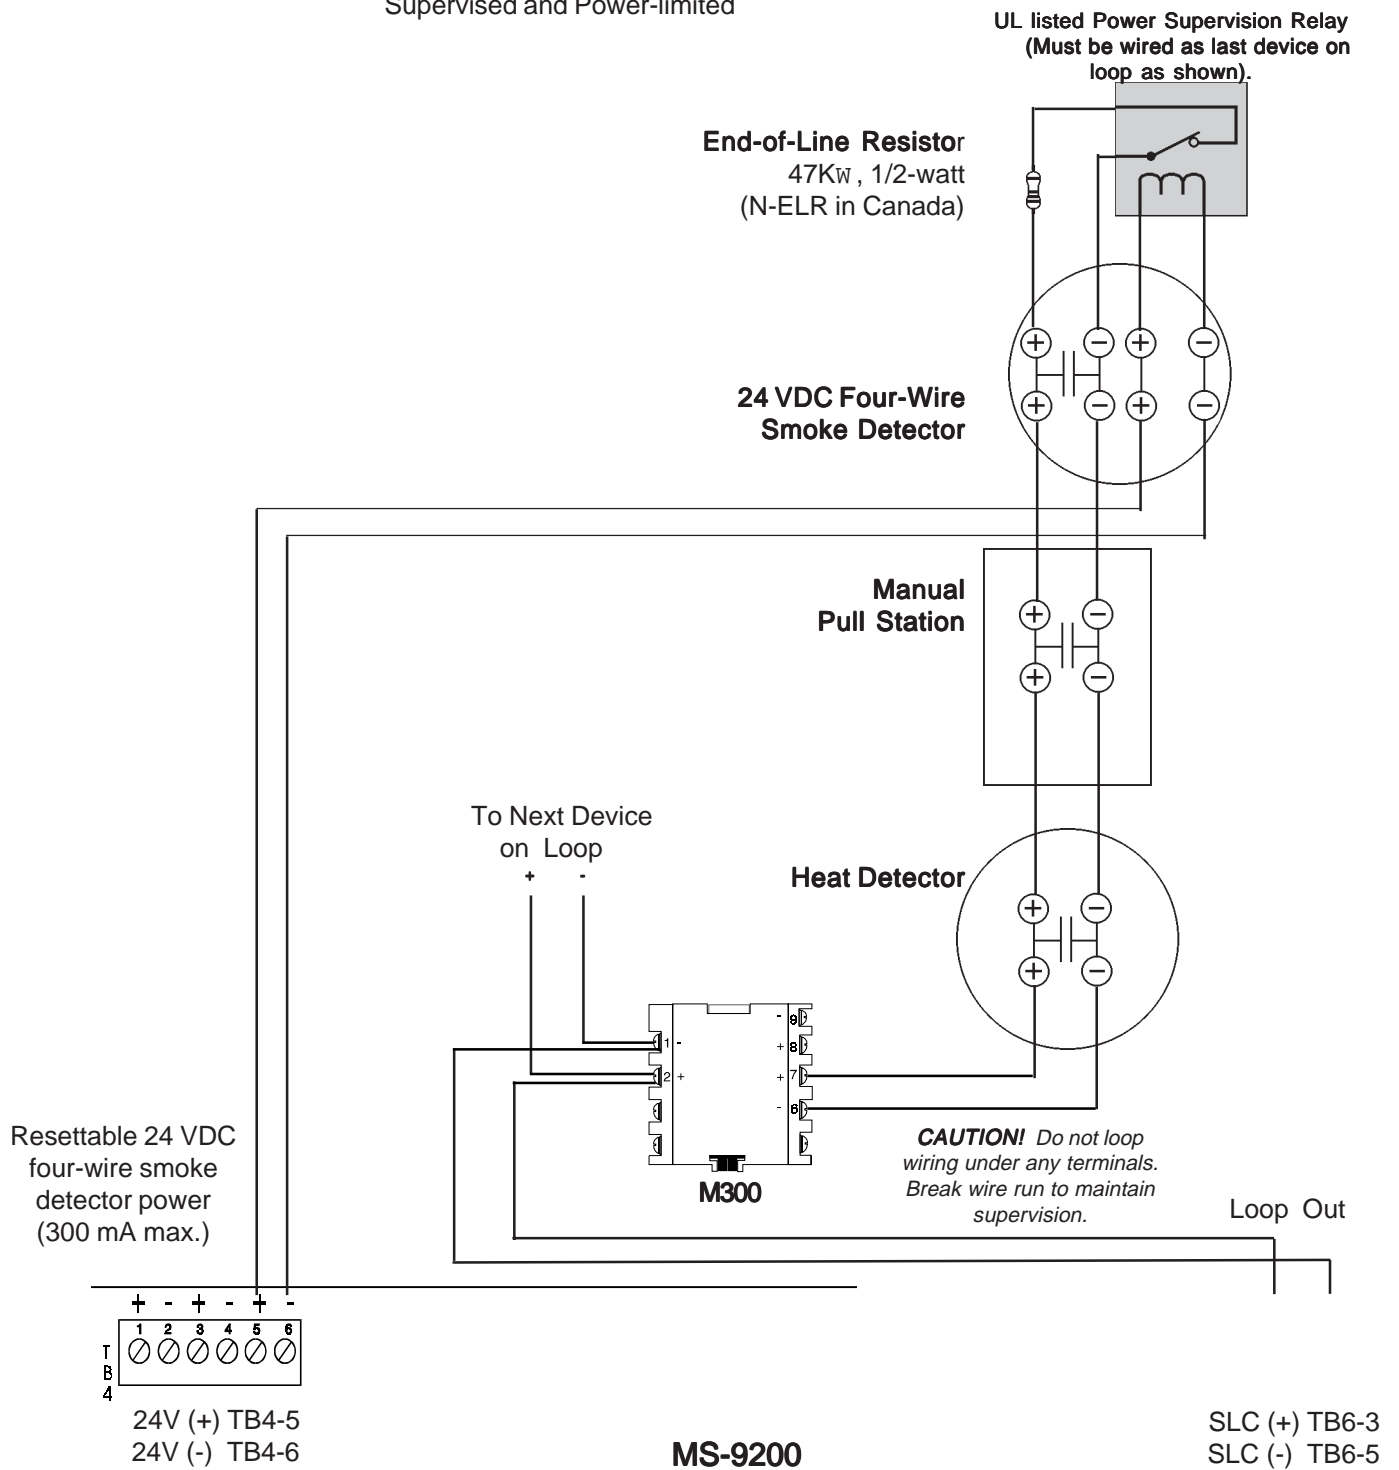 Supervised and Power-limited
UL listed Power Supervision Relay
(Must be wired as last device on
loop as shown).
End-of-Line Resistor
47KW , 1/2-watt
(N-ELR in Canada)
+ - + -
+ - + -
24 VDC Four-Wire
Smoke Detector
Manual
Pull Station
+ -
+ -
To Next Device
on Loop
+ -
Heat Detector
+ -
+ -
- 9
1 -
+ 8
2 +
+ 7
- 6
M300
CAUTION! Do not loop
wiring under any terminals.
Break wire run to maintain
supervision.
Resettable 24 VDC
four-wire smoke
detector power
(300 mA max.)
Loop Out
+ - + - + -
1 2 3 4 5 6
T
B
4
24V (+) TB4-5
24V (-) TB4-6
MS-9200
SLC (+) TB6-3
SLC (-) TB6-5